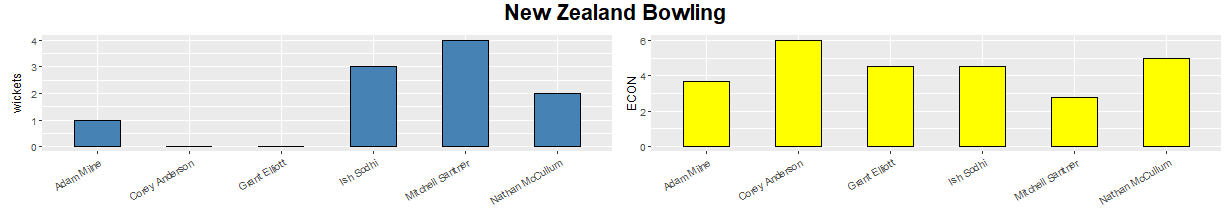 New Zealand Bowling
wickets
4
3
2
1
0
Adam Milne
Corey Anderson
Grant Elliott
Ish Sodhi
Mitchell Santner
Nathan McCullum
ECON
6
4
2
0
Adam Milne
Corey Anderson
Grant Elliott
Ish Sodhi
Mitchell Santner
Nathan McCullum